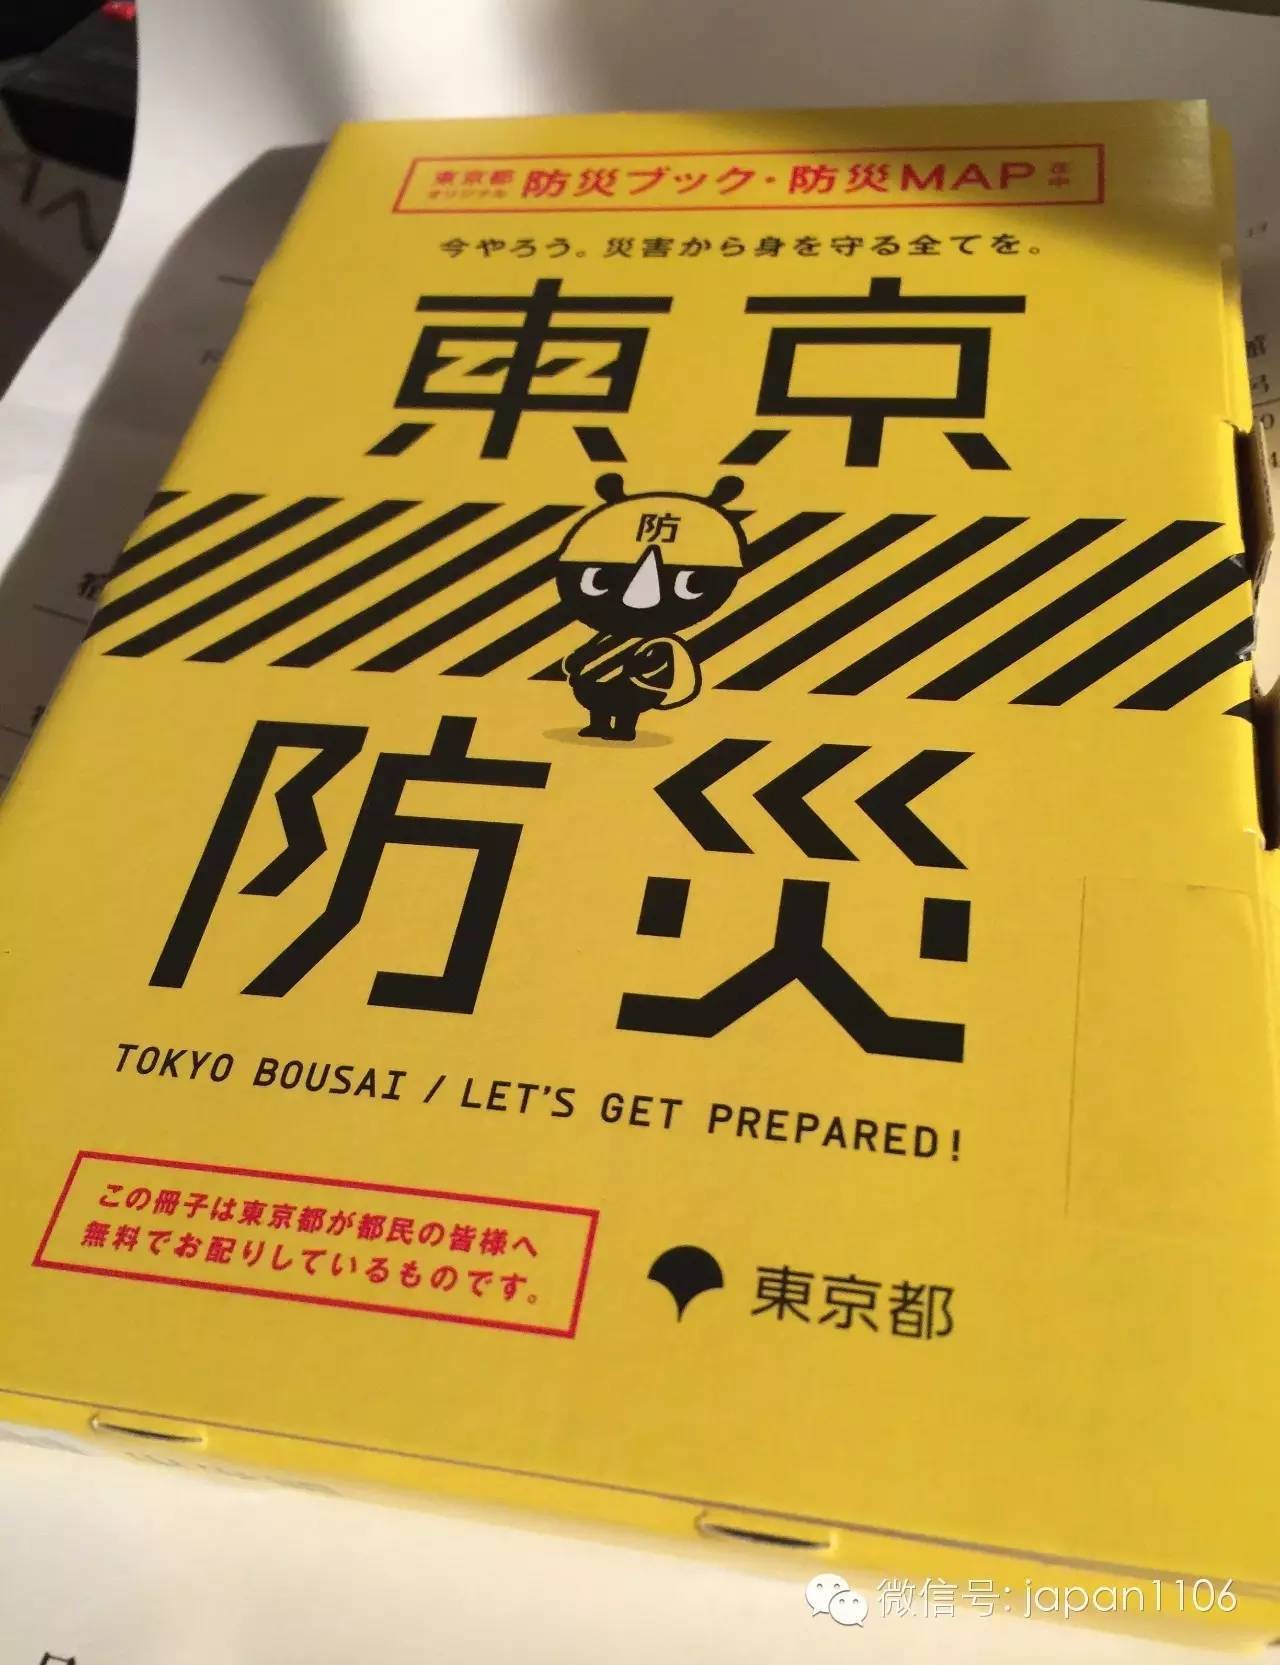 東京都
オリジナル
防災ブック・防災MAP
在中
今やろう。災害から身を守る全てを。
東京
防
防災
TOKYO BOUSAI / LET'S GET PREPARED!
この冊子は東京都が都民の皆様へ
無料でお配りしているものです。
東京都
微信号: japan1106